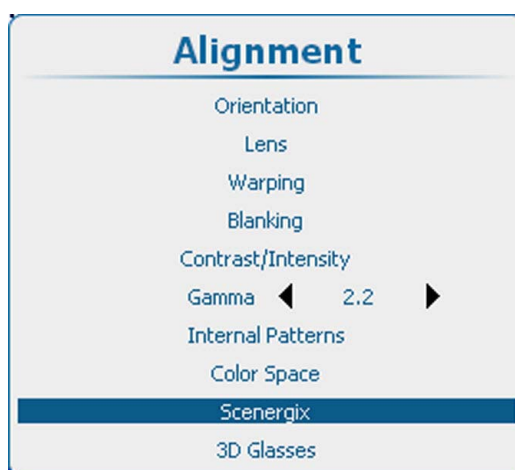 Alignment
Orientation
Lens
Warping
Blanking
Contrast/Intensity
Gamma 2.2
Internal Patterns
Color Space
Scenergix
3D Glasses